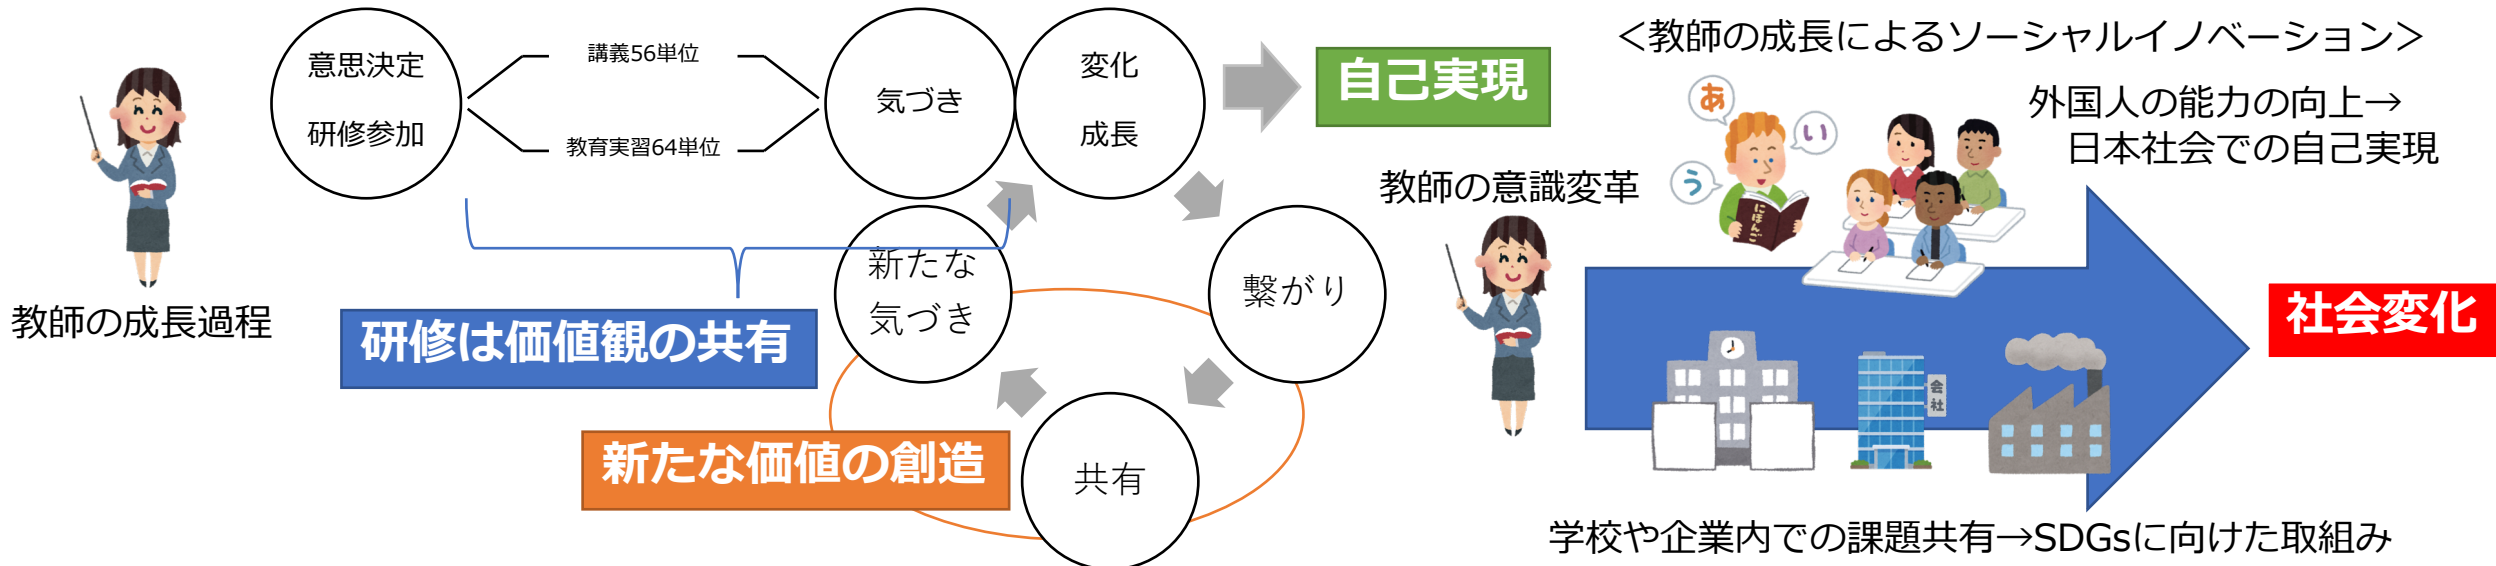 教師の成長過程
意思決定
研修参加
講義56単位
教育実習64単位
気づき
変化
成長
自己実現
新たな
気づき
繋がり
共有
研修は価値観の共有
新たな価値の創造
＜教師の成長によるソーシャルイノベーション＞
教師の意識変革
あ
い
う
にほんご
外国人の能力の向上→
日本社会での自己実現
会社
社会変化
学校や企業内での課題共有→SDGsに向けた取組み